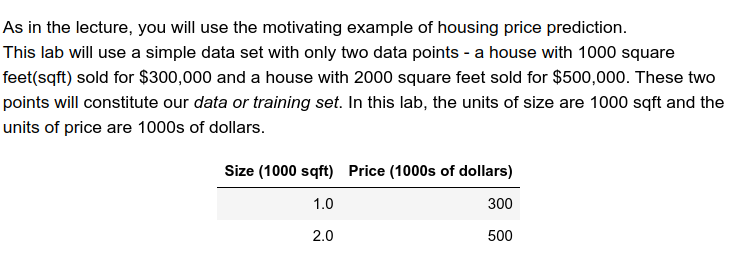 As in the lecture, you will use the motivating example of housing price prediction.
This lab will use a simple data set with only two data points - a house with 1000 square
feet(sqft) sold for $300,000 and a house with 2000 square feet sold for $500,000. These two
points will constitute our data or training set. In this lab, the units of size are 1000 sqft and the
units of price are 1000s of dollars.
Size (1000 sqft) Price (1000s of dollars)
1.0 300
2.0 500